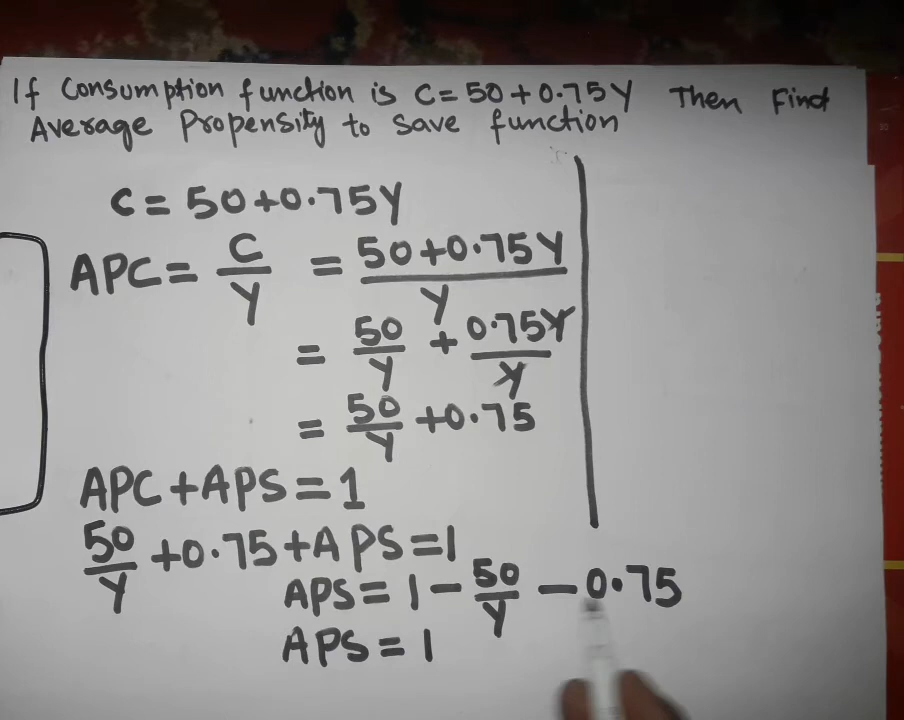 If Consumption function is C = 50 + 0.75Y Then Find
Average Propensity to Save function
C = 50 + 0.75Y
APC = C/Y = 50 + 0.75Y/Y
= 50/Y + 0.75Y/Y
= 50/Y + 0.75
APC + APS = 1
50/Y + 0.75 + APS = 1
APS = 1 - 50/Y - 0.75
APS = 1